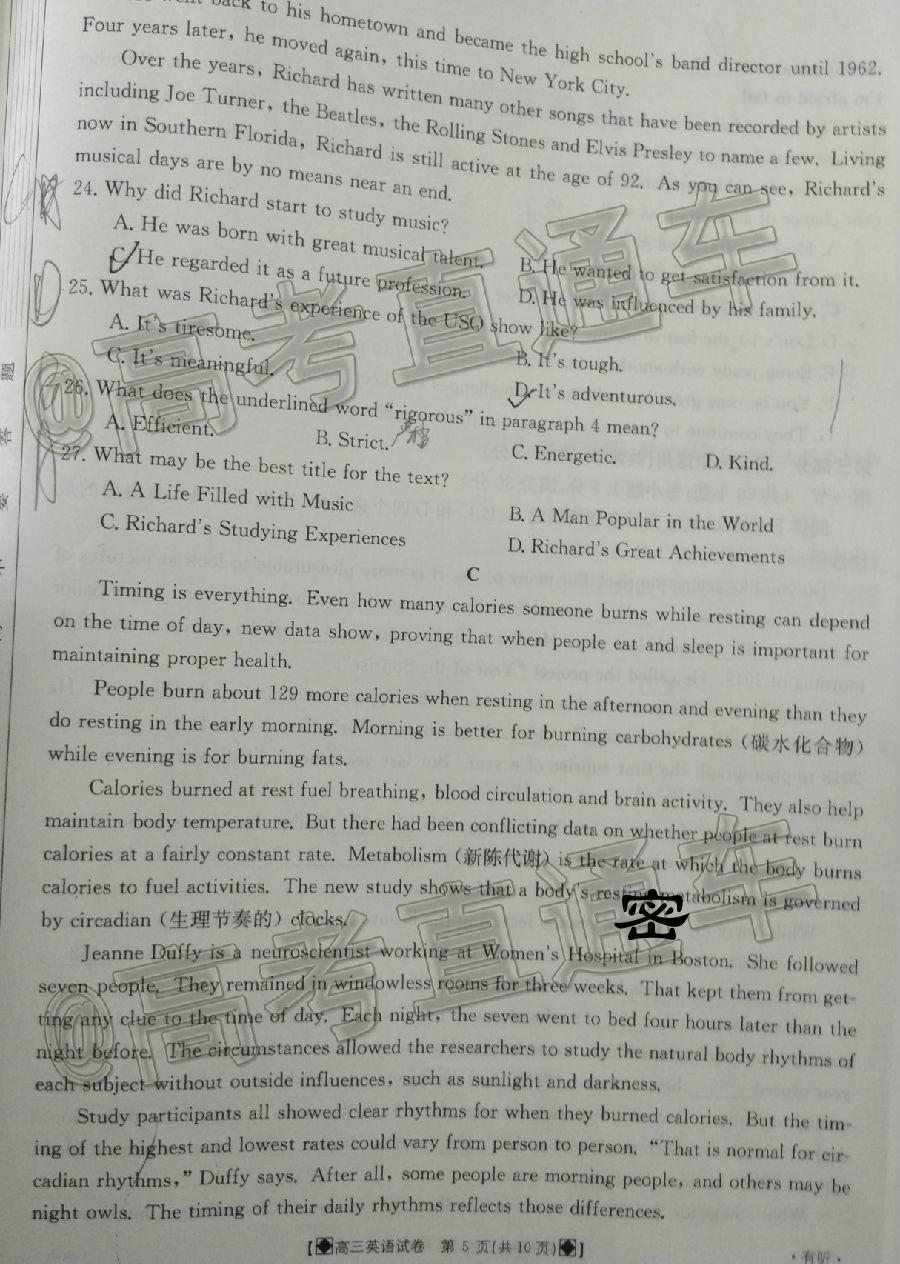 back to his hometown and became the high school's band director until 1962.
Four years later, he moved again, this time to New York City.
Over the years, Richard has written many other songs that have been recorded by artists
including Joe Turner, the Beatles, the Rolling Stones and Elvis Presley to name a few. Living
now in Southern Florida, Richard is still active at the age of 92. As you can see, Richard's
musical days are by no means near an end.
24. Why did Richard start to study music?
A. He was born with great musical talent.
B. He wanted to get satisfaction from it.
C. He regarded it as a future profession.
D. He was influenced by his family.
25. What was Richard's experience of the USO show like?
A. It's tiresome.
B. It's tough.
C. It's meaningful.
D. It's adventurous.
26. What does the underlined word "rigorous" in paragraph 4 mean?
A. Efficient.
B. Strict.
C. Energetic.
D. Kind.
27. What may be the best title for the text?
A. A Life Filled with Music
B. A Man Popular in the World
C. Richard's Studying Experiences
D. Richard's Great Achievements
C
Timing is everything. Even how many calories someone burns while resting can depend
on the time of day, new data show, proving that when people eat and sleep is important for
maintaining proper health.
People burn about 129 more calories when resting in the afternoon and evening than they
do resting in the early morning. Morning is better for burning carbohydrates (碳水化合物)
while evening is for burning fats.
Calories burned at rest fuel breathing, blood circulation and brain activity. They also help
maintain body temperature. But there had been conflicting data on whether people at rest burn
calories at a fairly constant rate. Metabolism (新陈代谢) is the rate at which the body burns
calories to fuel activities. The new study shows that a body's resting metabolism is governed
by circadian (生理节奏的) clocks.
密
Jeanne Duffy is a neuroscientist working at Women's Hospital in Boston. She followed
seven people. They remained in windowless rooms for three weeks. That kept them from get-
ting any clue to the time of day. Each night, the seven went to bed four hours later than the
night before. The circumstances allowed the researchers to study the natural body rhythms of
each subject without outside influences, such as sunlight and darkness.
Study participants all showed clear rhythms for when they burned calories. But the tim-
ing of the highest and lowest rates could vary from person to person. "That is normal for cir-
cadian rhythms," Duffy says. After all, some people are morning people, and others may be
night owls. The timing of their daily rhythms reflects those differences.
【◈高三英语试卷 第 5 页(共 10 页)◈】
·有听·
@高考直通车
@高考直通车
题
答
要